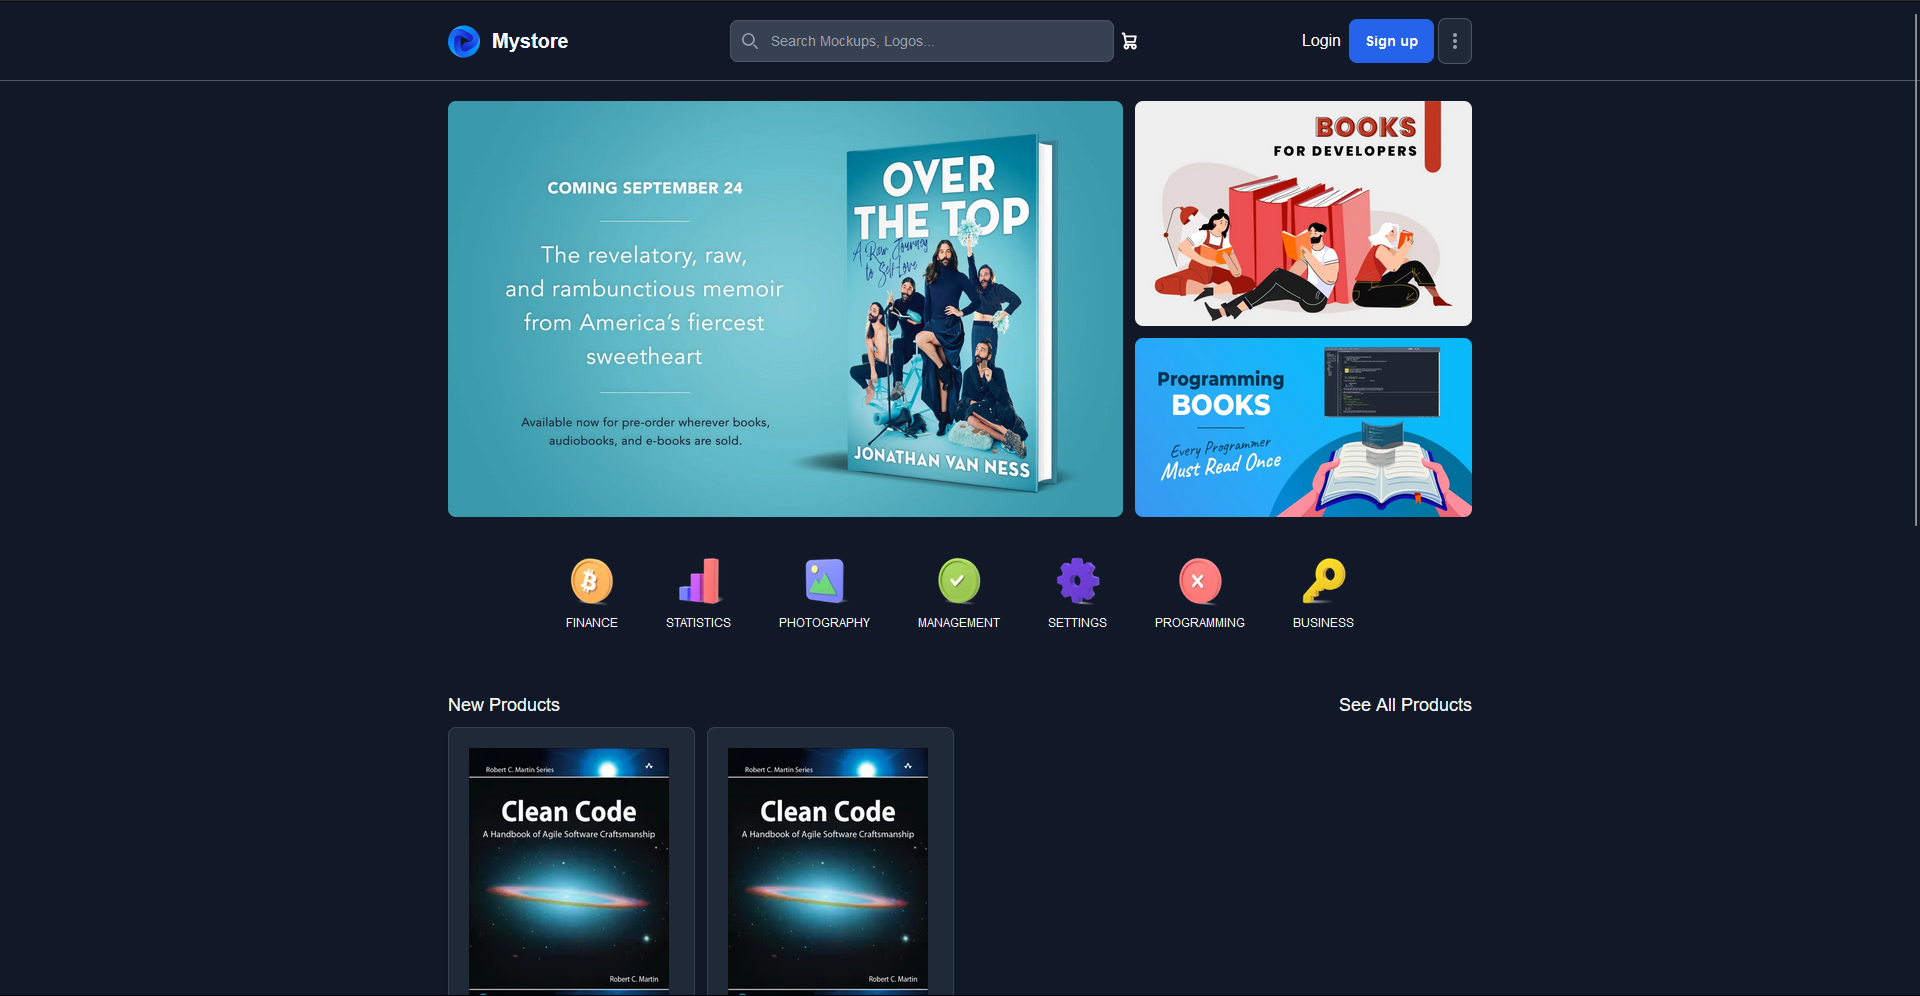 Mystore
Search Mockups, Logos...
Login
Sign up
COMING SEPTEMBER 24
The revelatory, raw,
and rambunctious memoir
from America's fiercest
sweetheart
Available now for pre-order wherever books,
audiobooks, and e-books are sold.
OVER
THE TOP
A Raw Journey
to Self-Love
JONATHAN VAN NESS
BOOKS
FOR DEVELOPERS
Programming
BOOKS
Every Programmer
Must Read Once
FINANCE
STATISTICS
PHOTOGRAPHY
MANAGEMENT
SETTINGS
PROGRAMMING
BUSINESS
New Products
See All Products
Robert C. Martin Series
Clean Code
A Handbook of Agile Software Craftsmanship
Robert C. Martin
Robert C. Martin Series
Clean Code
A Handbook of Agile Software Craftsmanship
Robert C. Martin